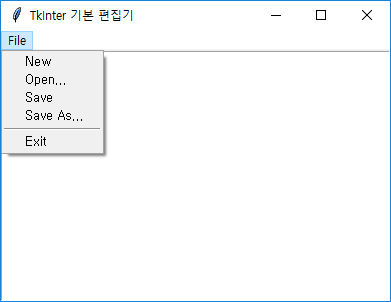 TkInter 기본 편집기
File
New
Open...
Save
Save As...
Exit